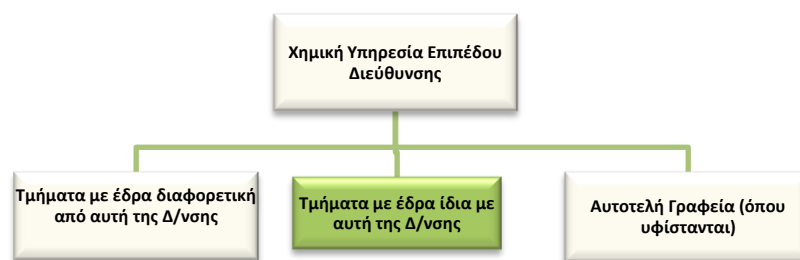 Χημική Υπηρεσία Επιπέδου
Διεύθυνσης
Τμήματα με έδρα διαφορετική
από αυτή της Δ/νσης
Τμήματα με έδρα ίδια με
αυτή της Δ/νσης
Αυτοτελή Γραφεία (όπου
υφίστανται)